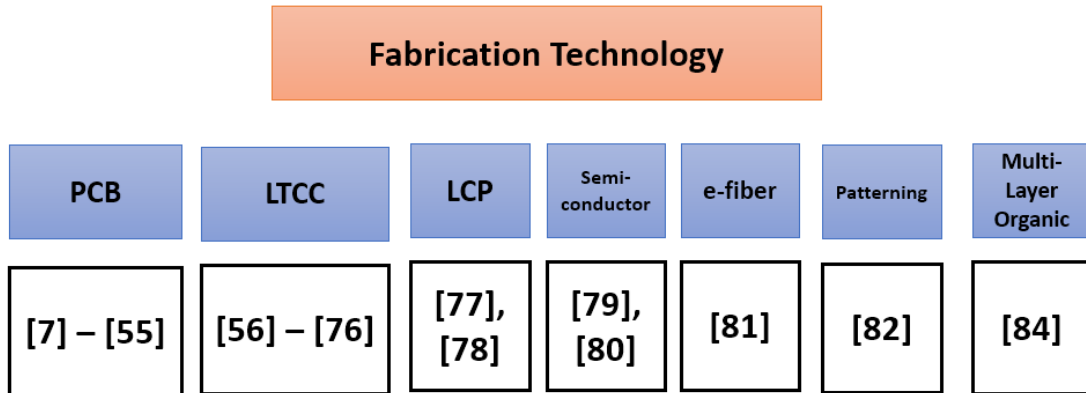 Fabrication Technology
PCB
LTCC
LCP
Semi-
conductor
e-fiber
Patterning
Multi-
Layer
Organic
[7] – [55]
[56] – [76]
[77],
[78]
[79],
[80]
[81]
[82]
[84]